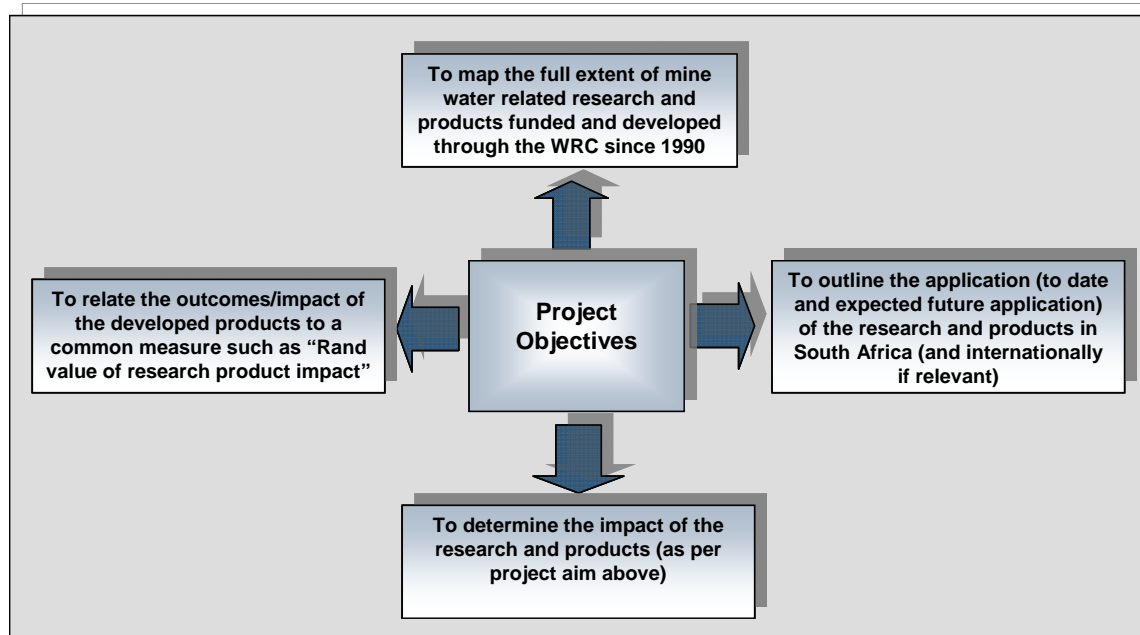 To map the full extent of mine
water related research and
products funded and developed
through the WRC since 1990
To relate the outcomes/impact of
the developed products to a
common measure such as “Rand
value of research product impact”
Project
Objectives
To outline the application (to date
and expected future application)
of the research and products in
South Africa (and internationally
if relevant)
To determine the impact of the
research and products (as per
project aim above)